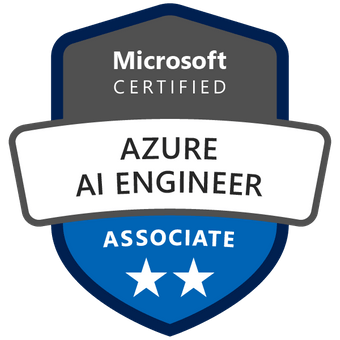 Microsoft
CERTIFIED
AZURE
AI ENGINEER
ASSOCIATE